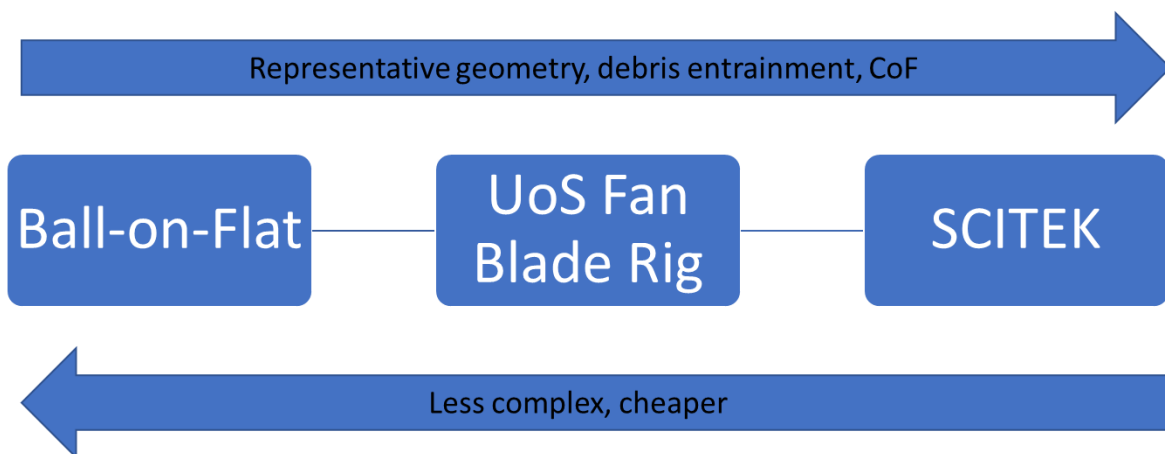 Representative geometry, debris entrainment, CoF
Ball-on-Flat
UoS Fan
Blade Rig
SCITEK
Less complex, cheaper